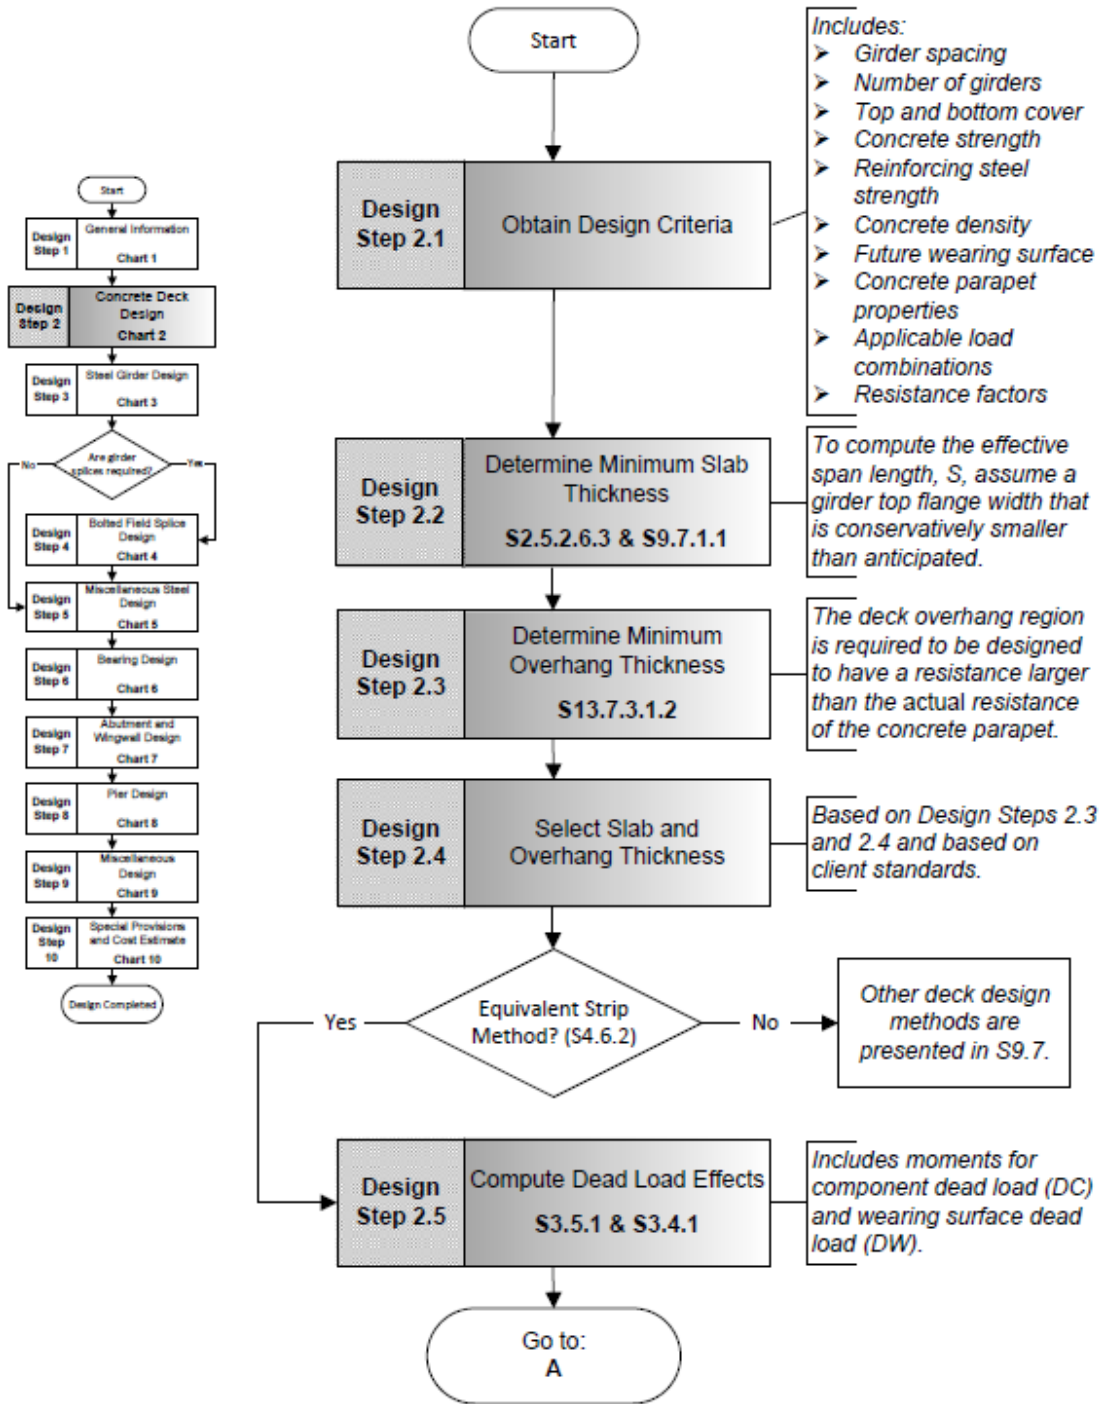 Start
General Information
Design
Step 1
Chart 1
Concrete Deck
Design
Design
Step 2
Chart 2
Steel Girder Design
Design
Step 3
Chart 3
Are girder
splices required?
No
Yes
Bolted Field Splice
Design
Design
Step 4
Chart 4
Miscellaneous Steel
Design
Design
Step 5
Chart 5
Bearing Design
Design
Step 6
Chart 6
Abutment and
Wingwall Design
Design
Step 7
Chart 7
Pier Design
Design
Step 8
Chart 8
Miscellaneous
Design
Design
Step 9
Chart 9
Special Provisions
and Cost Estimate
Design
Step
10
Chart 10
Design Completed
Start
Design
Step 2.1
Obtain Design Criteria
Includes:
➤ Girder spacing
➤ Number of girders
➤ Top and bottom cover
➤ Concrete strength
➤ Reinforcing steel
strength
➤ Concrete density
➤ Future wearing surface
➤ Concrete parapet
properties
➤ Applicable load
combinations
➤ Resistance factors
Design
Step 2.2
Determine Minimum Slab
Thickness
S2.5.2.6.3 & S9.7.1.1
To compute the effective
span length, S, assume a
girder top flange width that
is conservatively smaller
than anticipated.
Design
Step 2.3
Determine Minimum
Overhang Thickness
S13.7.3.1.2
The deck overhang region
is required to be designed
to have a resistance larger
than the actual resistance
of the concrete parapet.
Design
Step 2.4
Select Slab and
Overhang Thickness
Based on Design Steps 2.3
and 2.4 and based on
client standards.
Equivalent Strip
Method? (S4.6.2)
Yes
No
Other deck design
methods are
presented in S9.7.
Design
Step 2.5
Compute Dead Load Effects
S3.5.1 & S3.4.1
Includes moments for
component dead load (DC)
and wearing surface dead
load (DW).
Go to:
A